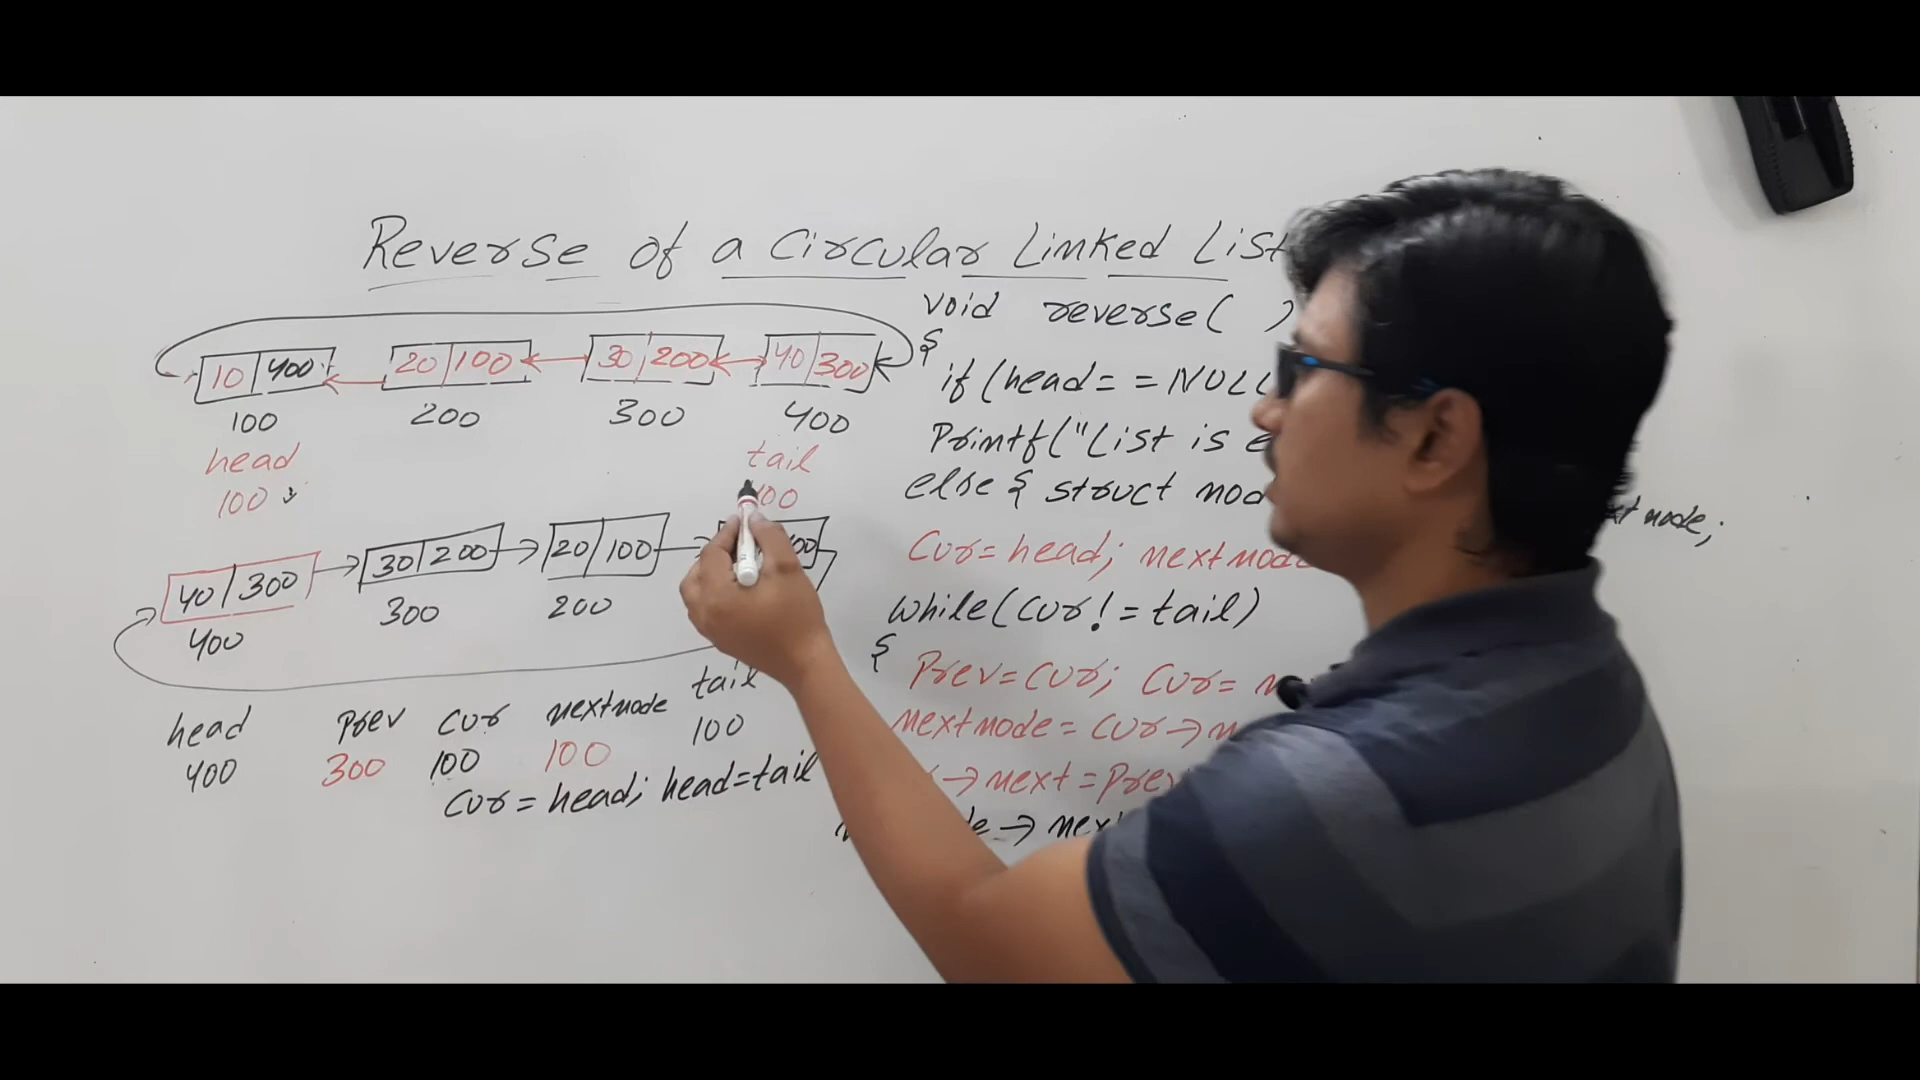 Reverse of a Circular Linked List
10 400 20 100 30 200 40 300
100 200 300 400
head tail
100
40 300 30 200 20 100
400 300 200
head Prev Cur nextnode tail
400 300 100 100 100
Cur = head; head=tail
void reverse( )
{
if (head= =NULL
Printf("List is
else { struct
Cur= head;
while(Cur! = tail)
{
Prev=Cur; Cur=
nextnode= Cur→
→next =Prev
→
node;